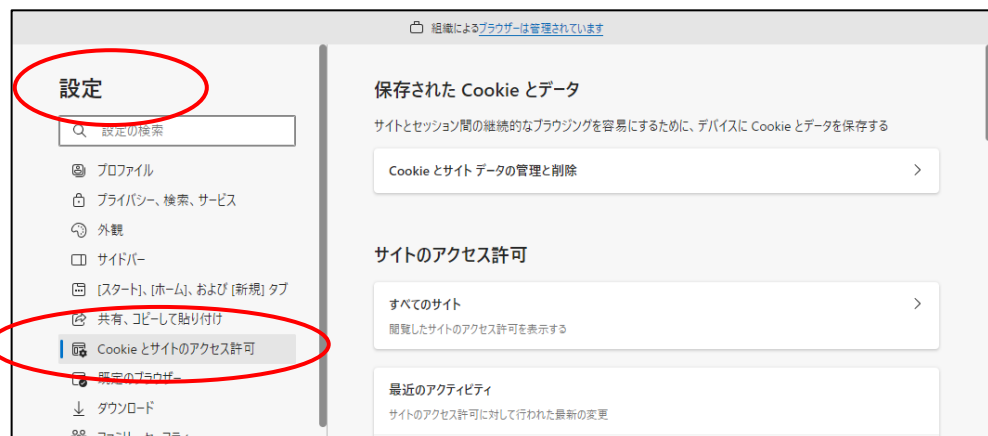 組織によるブラウザーは管理されています
設定
設定の検索
プロファイル
プライバシー、検索、サービス
外観
サイドバー
[スタート]、[ホーム]、および [新規] タブ
共有、コピーして貼り付け
Cookie とサイトのアクセス許可
既定のブラウザー
ダウンロード
保存された Cookie とデータ
サイトとセッション間の継続的なブラウジングを容易にするために、デバイスに Cookie とデータを保存する
Cookie とサイト データの管理と削除
サイトのアクセス許可
すべてのサイト
閲覧したサイトのアクセス許可を表示する
最近のアクティビティ
サイトのアクセス許可に対して行われた最新の変更